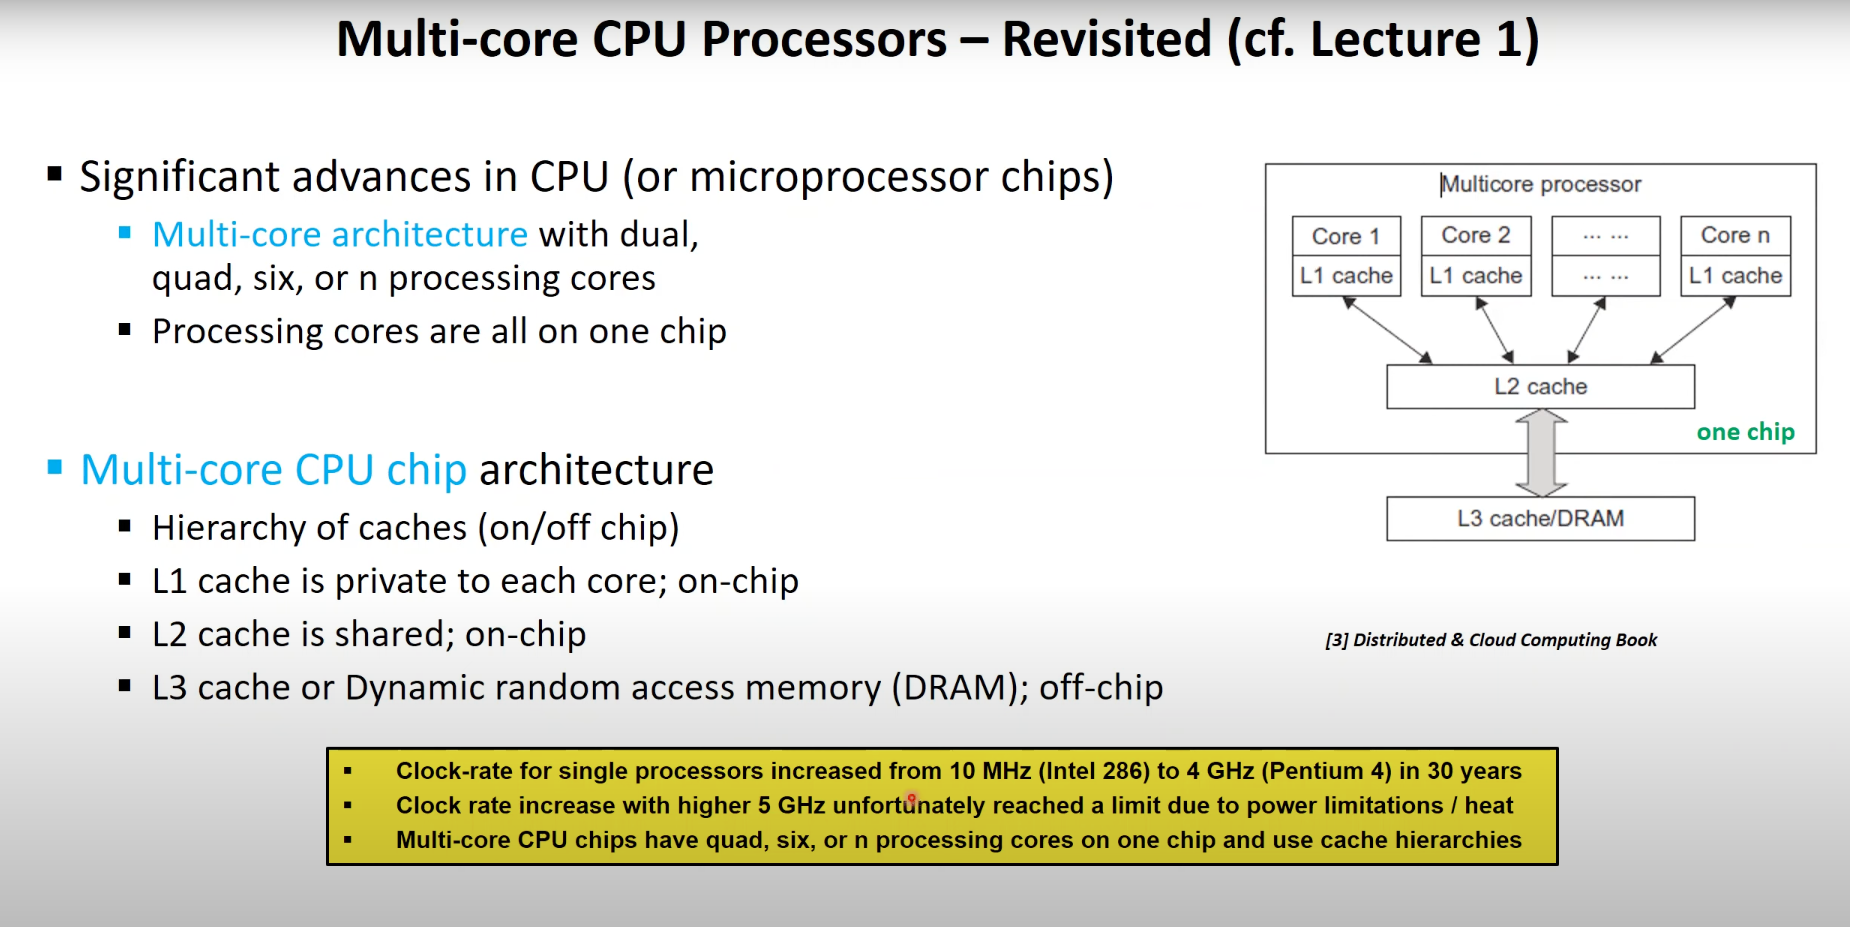 Multi-core CPU Processors – Revisited (cf. Lecture 1)
▪ Significant advances in CPU (or microprocessor chips)
▪ Multi-core architecture with dual,
quad, six, or n processing cores
▪ Processing cores are all on one chip
▪ Multi-core CPU chip architecture
▪ Hierarchy of caches (on/off chip)
▪ L1 cache is private to each core; on-chip
▪ L2 cache is shared; on-chip
▪ L3 cache or Dynamic random access memory (DRAM); off-chip
Multicore processor
Core 1 Core 2 ... ... Core n
L1 cache L1 cache ... ... L1 cache
L2 cache
one chip
L3 cache/DRAM
[3] Distributed & Cloud Computing Book
▪ Clock-rate for single processors increased from 10 MHz (Intel 286) to 4 GHz (Pentium 4) in 30 years
▪ Clock rate increase with higher 5 GHz unfortunately reached a limit due to power limitations / heat
▪ Multi-core CPU chips have quad, six, or n processing cores on one chip and use cache hierarchies